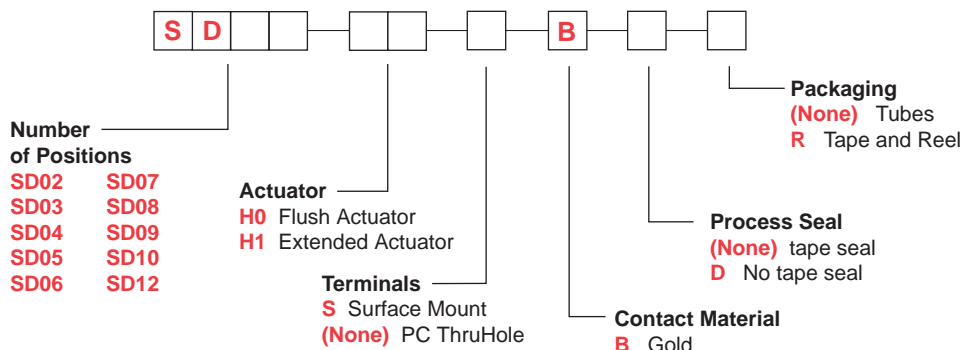 S D B
Packaging
(None) Tubes
R Tape and Reel
Number
of Positions
SD02 SD07
SD03 SD08
SD04 SD09
SD05 SD10
SD06 SD12
Actuator
H0 Flush Actuator
H1 Extended Actuator
Process Seal
(None) tape seal
D No tape seal
Terminals
S Surface Mount
(None) PC ThruHole
Contact Material
B Gold